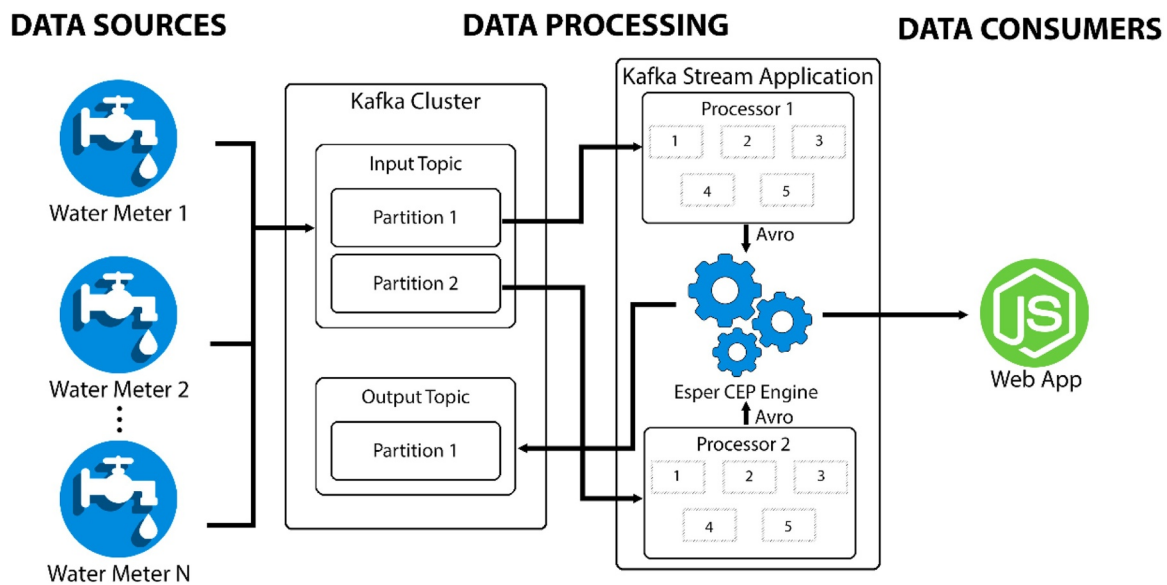 DATA SOURCES
DATA PROCESSING
DATA CONSUMERS
Water Meter 1
Water Meter 2
Water Meter N
Kafka Cluster
Input Topic
Partition 1
Partition 2
Output Topic
Partition 1
Kafka Stream Application
Processor 1
1 2 3
4 5
Avro
Esper CEP Engine
Avro
Processor 2
1 2 3
4 5
JS
Web App